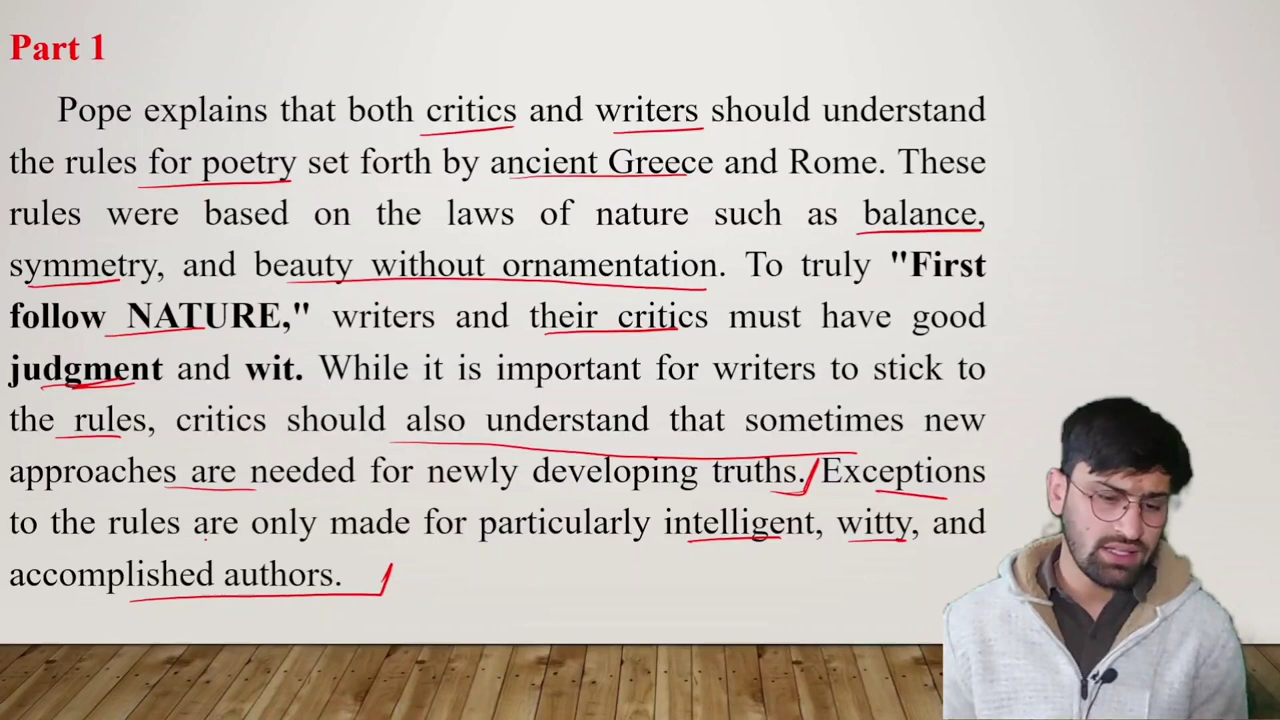 Part 1
Pope explains that both critics and writers should understand
the rules for poetry set forth by ancient Greece and Rome. These
rules were based on the laws of nature such as balance,
symmetry, and beauty without ornamentation. To truly "First
follow NATURE," writers and their critics must have good
judgment and wit. While it is important for writers to stick to
the rules, critics should also understand that sometimes new
approaches are needed for newly developing truths. Exceptions
to the rules are only made for particularly intelligent, witty, and
accomplished authors.